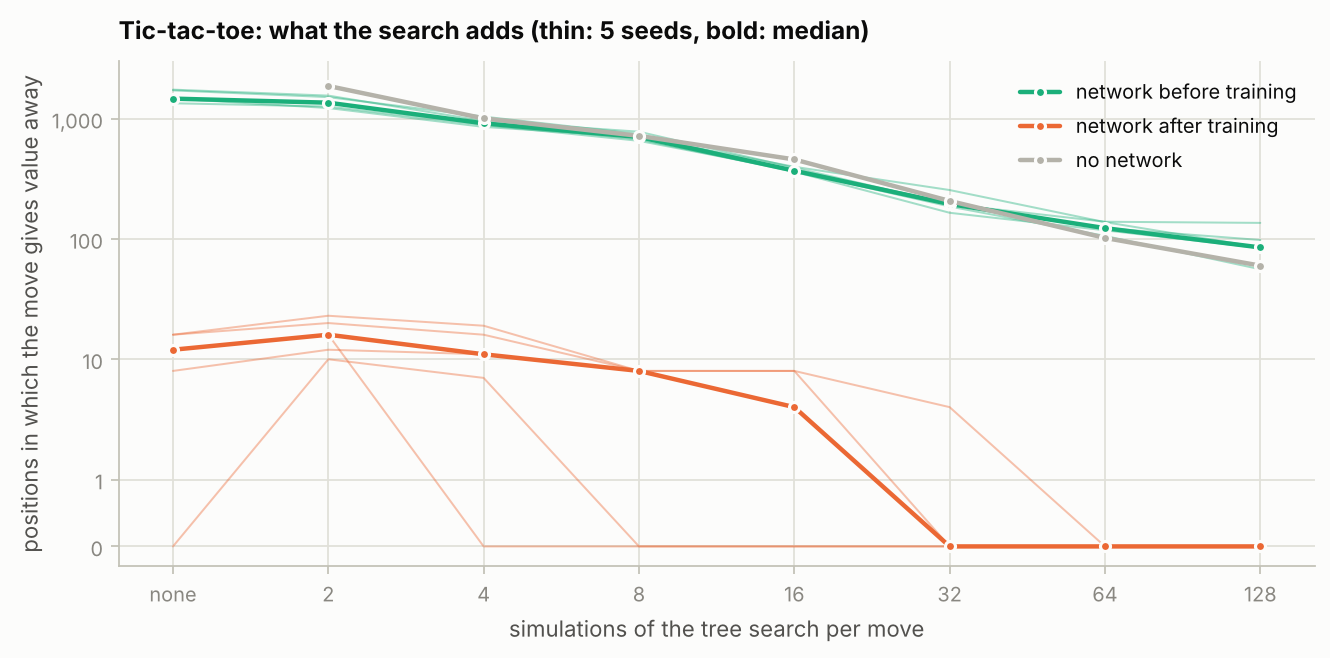 Tic-tac-toe: what the search adds (thin: 5 seeds, bold: median)
positions in which the move gives value away
1,000
100
10
1
0
network before training
network after training
no network
none 2 4 8 16 32 64 128
simulations of the tree search per move